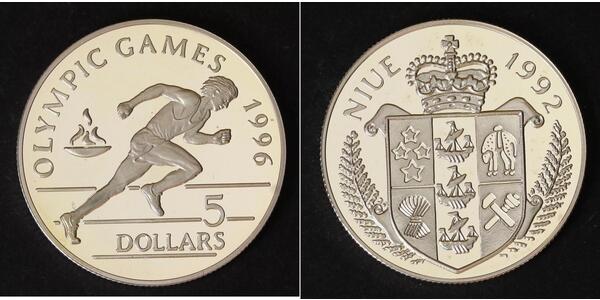 OLYMPIC GAMES 1996
5
DOLLARS
NIUE 1992